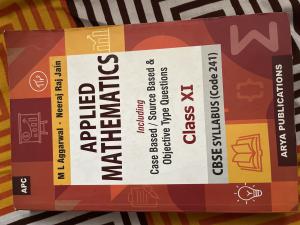 M L Aggarwal • Neeraj Raj Jain
APPLIED
MATHEMATICS
Including
Case Based / Source Based &
Objective Type Questions
Class XI
CBSE SYLLABUS (Code 241)
APC
ARYA PUBLICATIONS